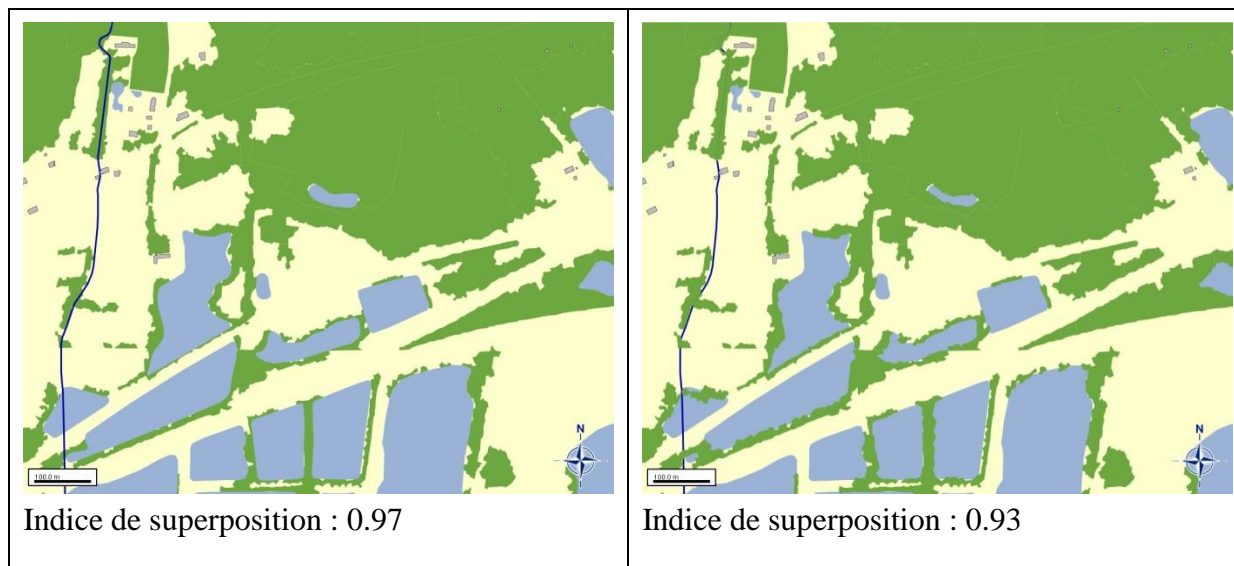 N
100.0 m
Indice de superposition : 0.97
N
100.0 m
Indice de superposition : 0.93